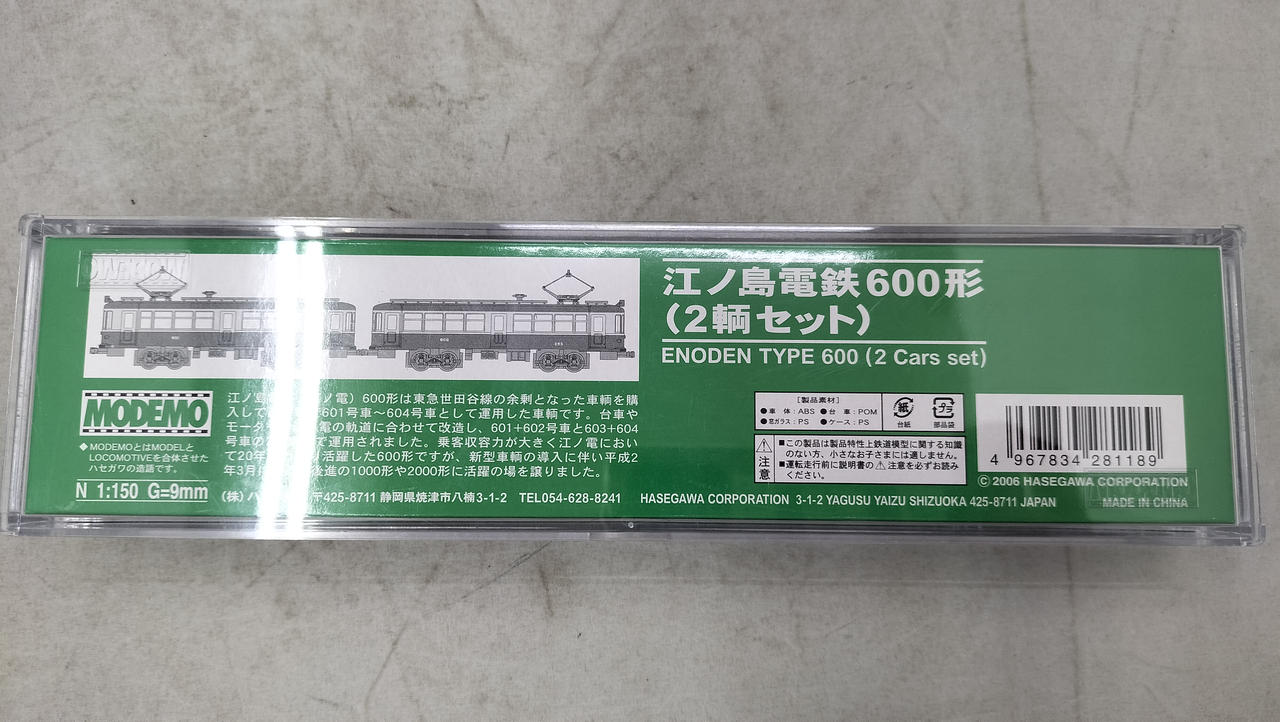 江ノ島電鉄600形
(2輌セット)
ENODEN TYPE 600 (2 Cars set)
MODEMO
◆MODEMOとはMODELと
LOCOMOTIVEを合体させた
ハセガワの造語です。
N 1:150 G=9mm
江ノ島 ノ電)600形は東急世田谷線の余剰となった車輌を購
入して 601号車~604号車として運用した車輌です。台車や
モータ 電の軌道に合わせて改造し、601+602号車と603+604
号車の で運用されました。乗客収容力が大きく江ノ電におい
て20年 活躍した600形ですが、新型車輌の導入に伴い平成2
年3月 後進の1000形や2000形に活躍の場を譲りました。
(株)ハ 〒425-8711 静岡県焼津市八楠3-1-2 TEL054-628-8241 HASEGAWA CORPORATION 3-1-2 YAGUSU YAIZU SHIZUOKA 425-8711 JAPAN
[製品素材]
●車 体:ABS ●台 車:POM
●窓ガラス:PS ●ケース:PS
紙
台紙
プラ
部品袋
注意
■この製品は製品特性上鉄道模型に関する知識
のない方、小さなお子さまには適しません。
■運転走行前に説明書の⚠注意を必ずお読み
ください。
4 967834 281189
© 2006 HASEGAWA CORPORATION
MADE IN CHINA